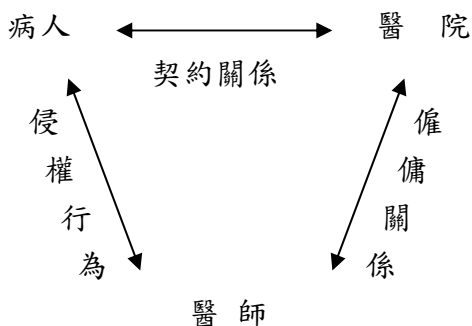 病人 醫 院
契約關係
侵權行為
僱傭關係
醫 師